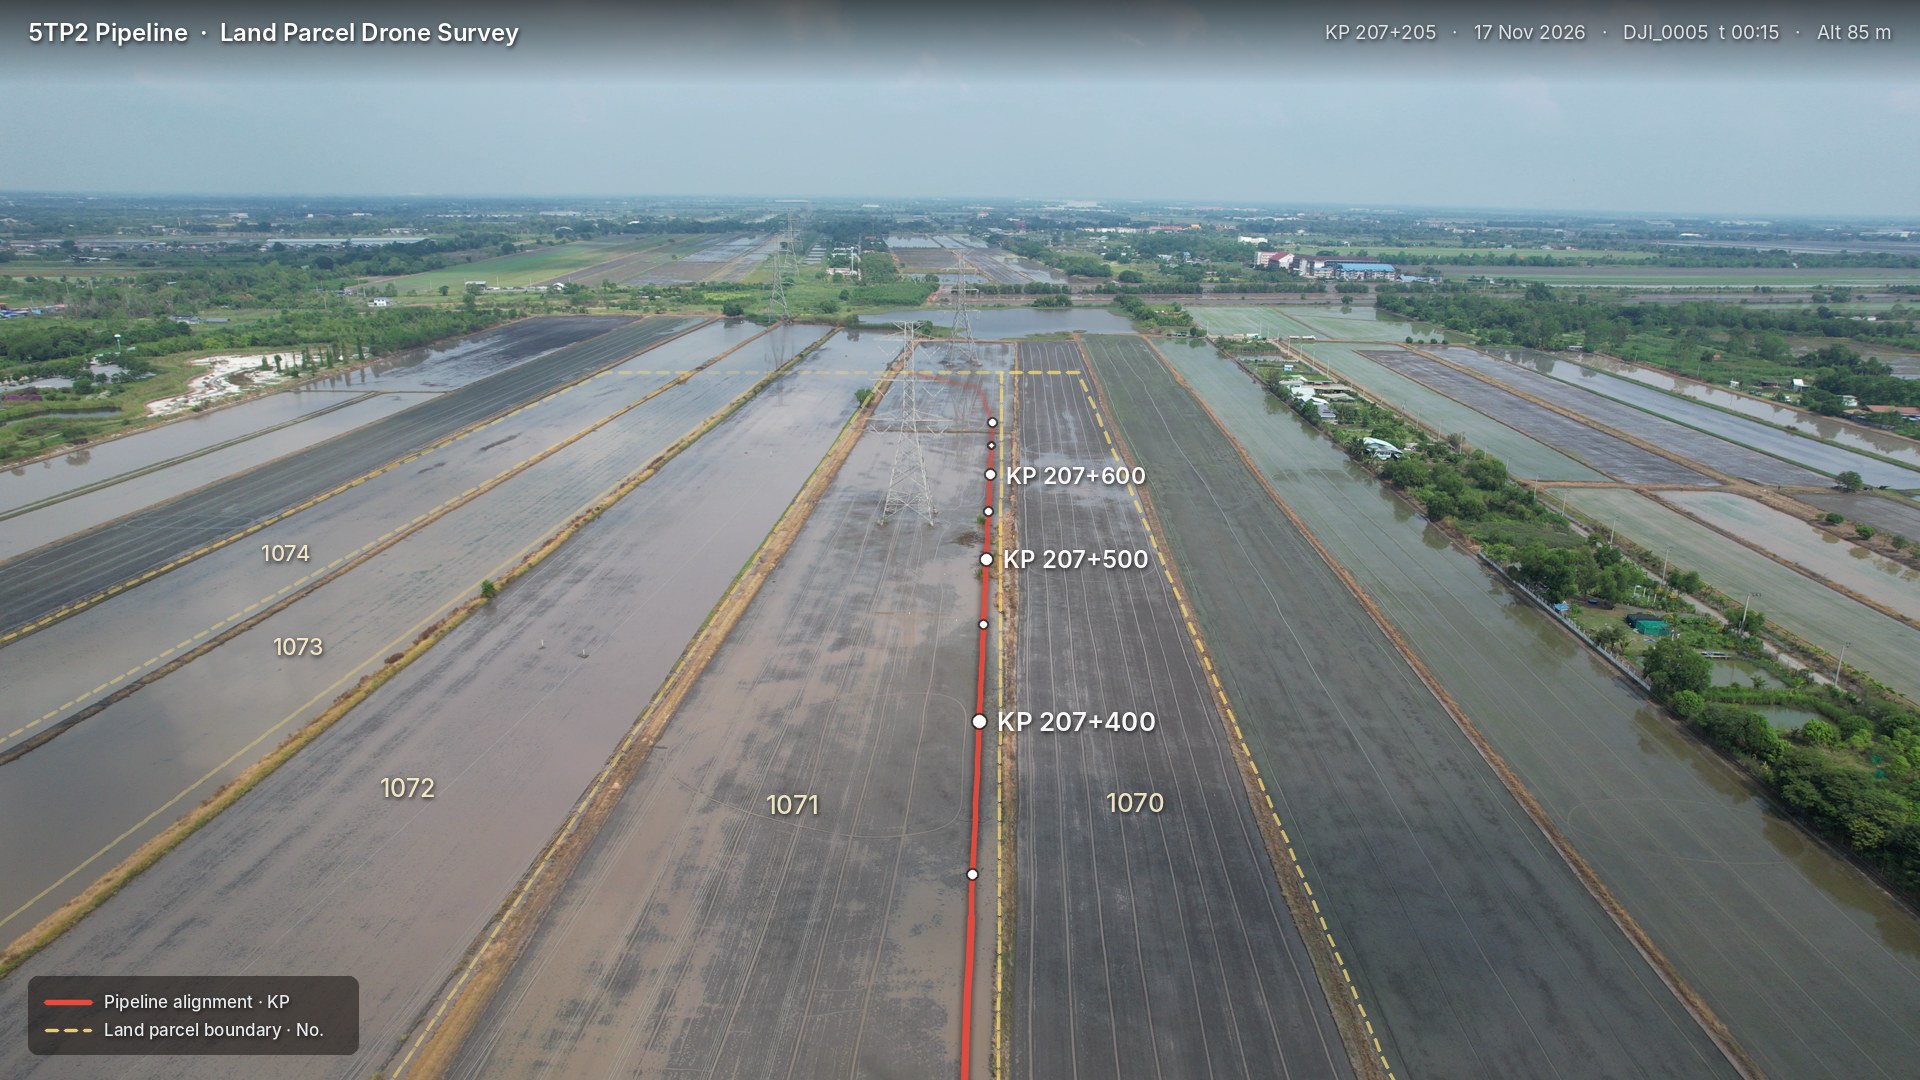 5TP2 Pipeline · Land Parcel Drone Survey
KP 207+205 · 17 Nov 2026 · DJI_0005 t 00:15 · Alt 85 m
KP 207+600
KP 207+500
KP 207+400
1074
1073
1072
1071
1070
Pipeline alignment · KP
Land parcel boundary · No.